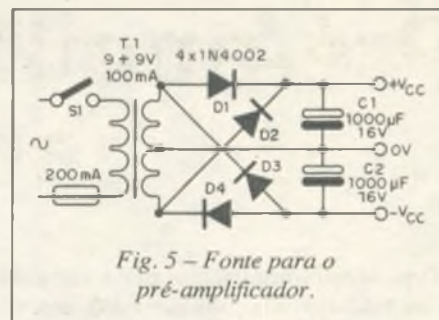 T1
9+9V
100mA
4x1N4002
S1
D1
D2
D3
D4
200mA
C1
1000µF
16V
C2
1000µF
16V
+VCC
0V
-VCC
Fig. 5 – Fonte para o
pré-amplificador.